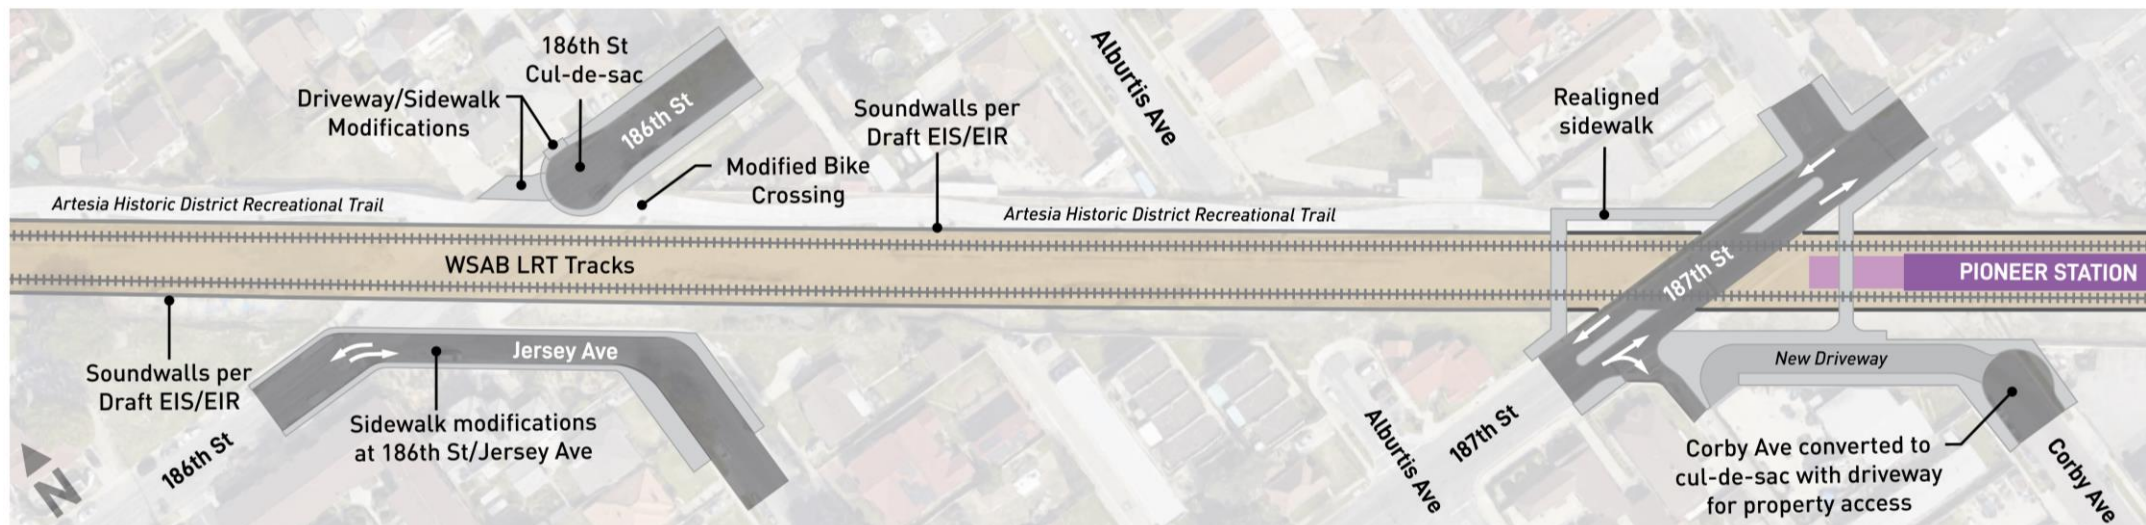 186th St
Cul-de-sac
Driveway/Sidewalk
Modifications
186th St
Soundwalls per
Draft EIS/EIR
Alburtis Ave
Realigned
sidewalk
Modified Bike
Crossing
Artesia Historic District Recreational Trail
Artesia Historic District Recreational Trail
WSAB LRT Tracks
187th St
PIONEER STATION
Jersey Ave
New Driveway
Soundwalls per
Draft EIS/EIR
Sidewalk modifications
at 186th St/Jersey Ave
186th St
N
Alburtis Ave
187th St
Corby Ave converted to
cul-de-sac with driveway
for property access
Corby Ave